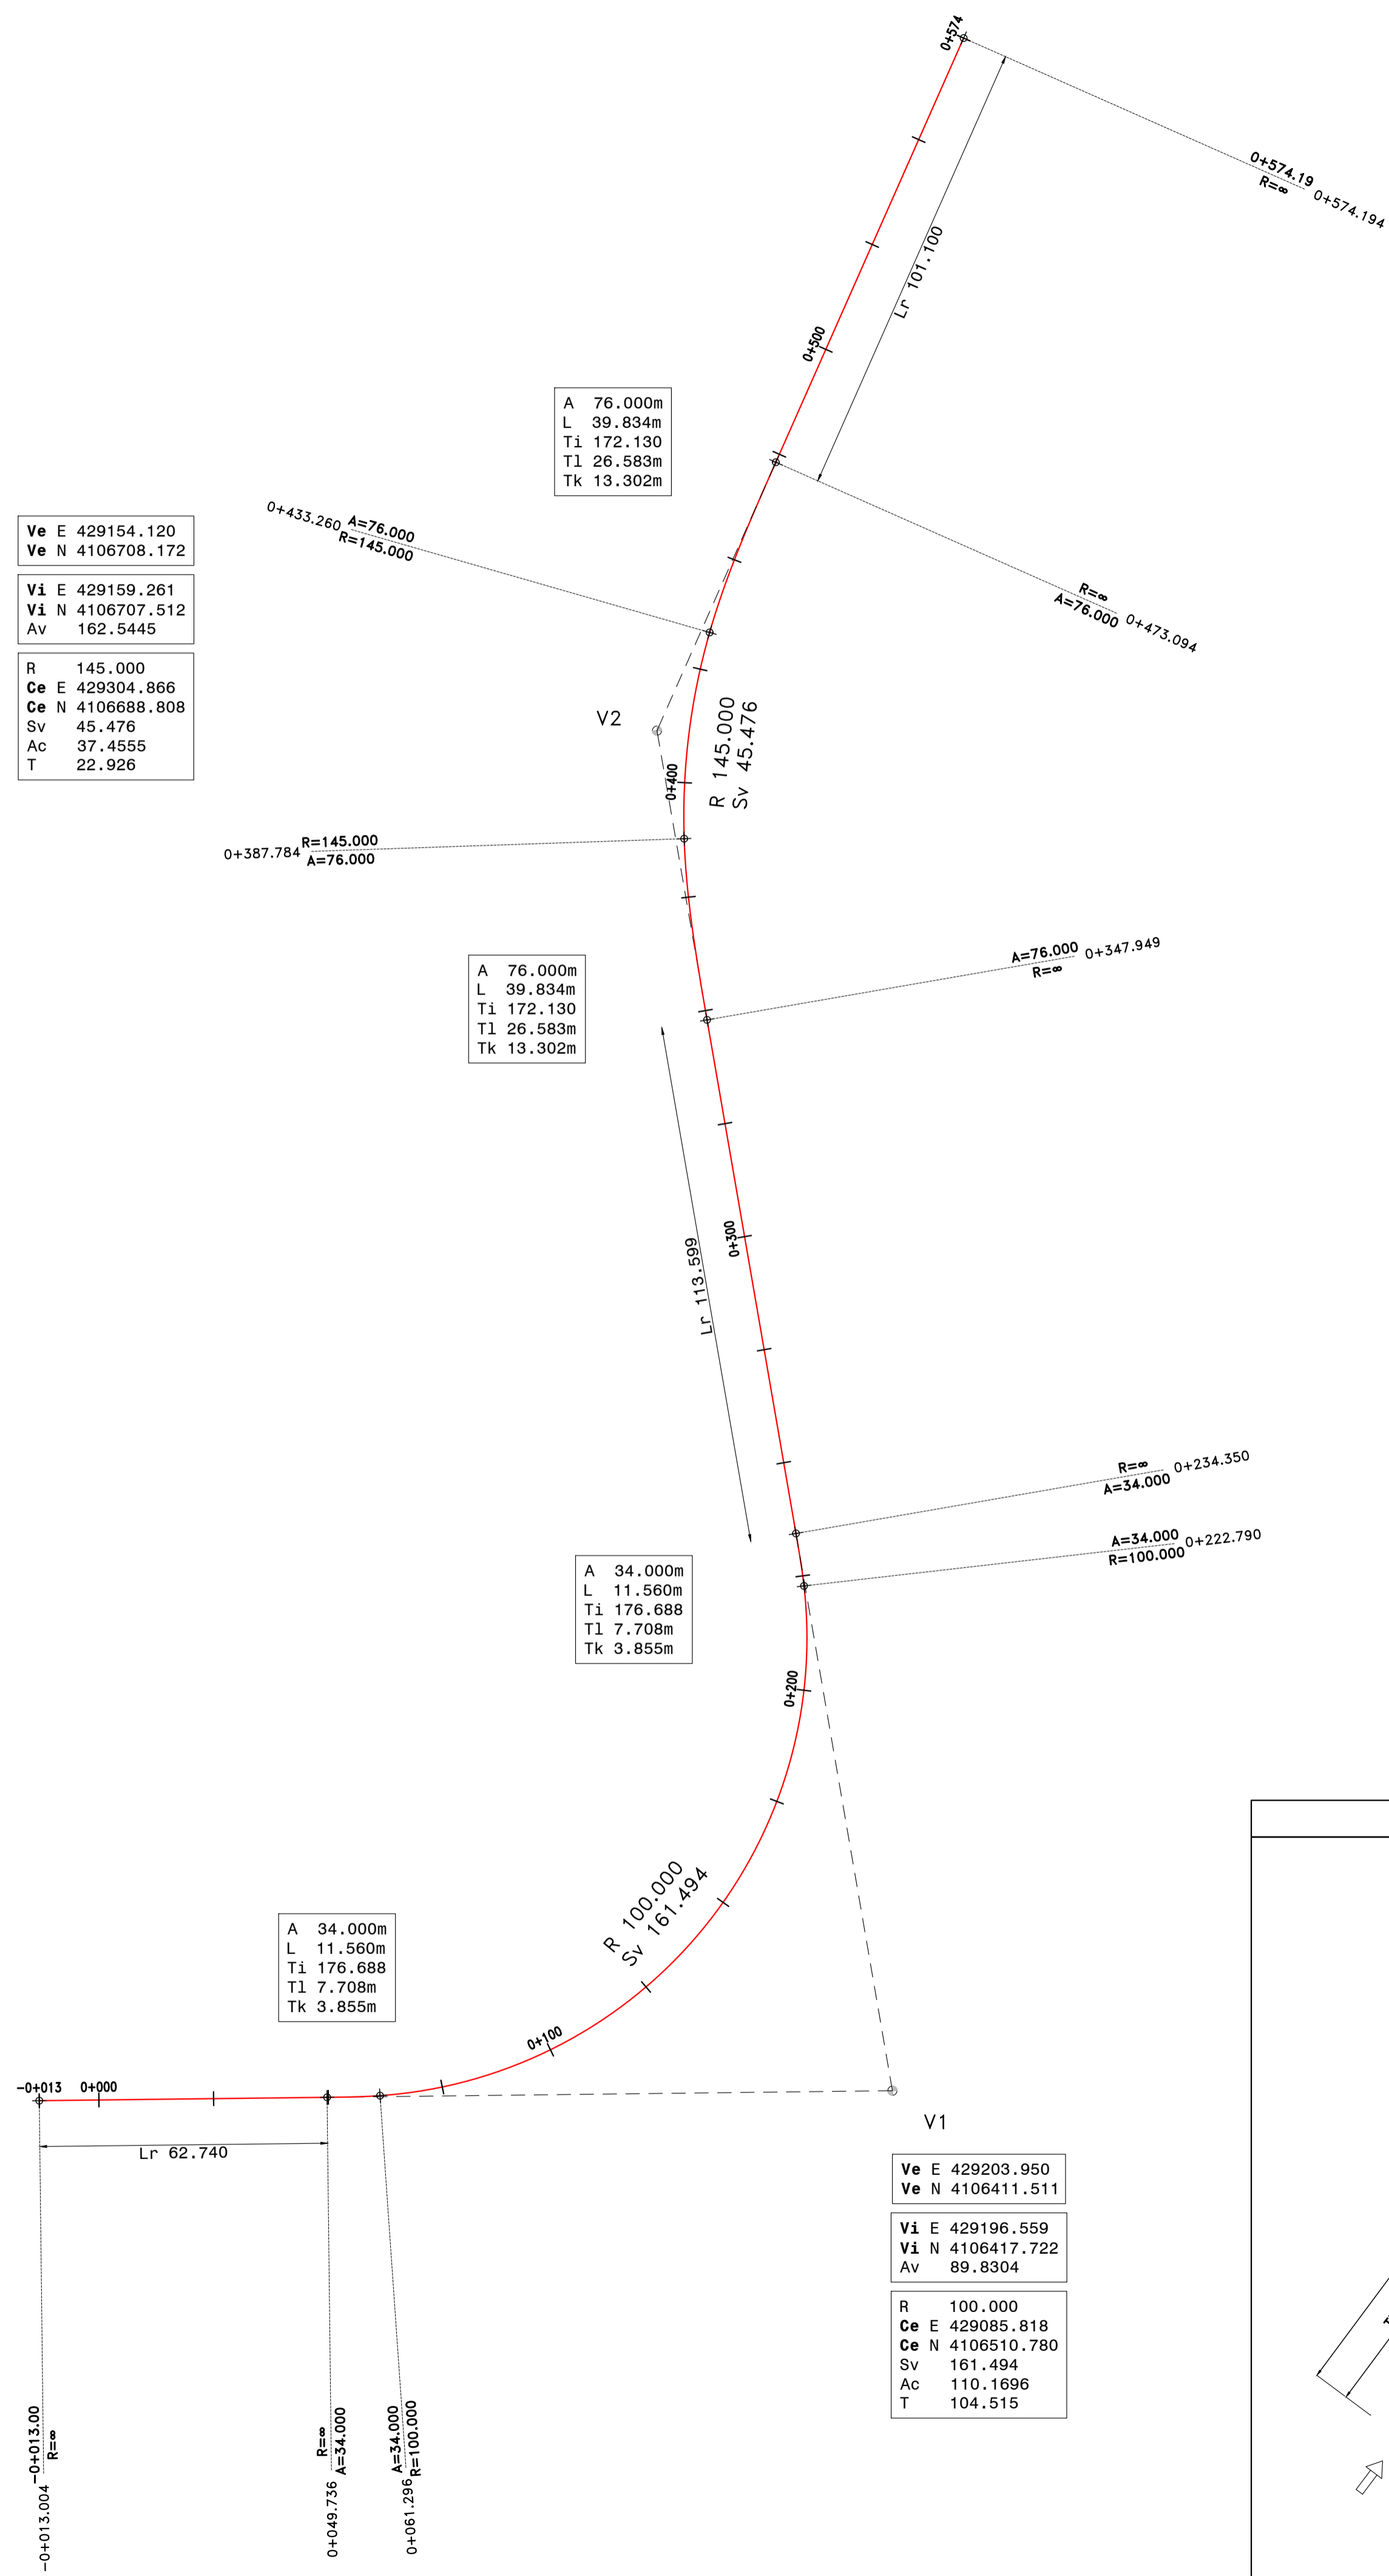 0+574
0+574.19
R=∞
0+574.194
Lr 101.100
0+500
A 76.000m
L 39.834m
Ti 172.130
Tl 26.583m
Tk 13.302m
0+433.260
A=76.000
R=145.000
Ve E 429154.120
Ve N 4106708.172
Vi E 429159.261
Vi N 4106707.512
Av 162.5445
R 145.000
Ce E 429304.866
Ce N 4106688.808
Sv 45.476
Ac 37.4555
T 22.926
R=∞
A=76.000
0+473.094
V2
R 145.000
Sv 45.476
0+400
0+387.784
R=145.000
A=76.000
A=76.000
R=∞
0+347.949
A 76.000m
L 39.834m
Ti 172.130
Tl 26.583m
Tk 13.302m
0+300
Lr 113.599
R=∞
A=34.000
0+234.350
A=34.000
R=100.000
0+222.790
A 34.000m
L 11.560m
Ti 176.688
Tl 7.708m
Tk 3.855m
0+200
R 100.000
Sv 161.494
A 34.000m
L 11.560m
Ti 176.688
Tl 7.708m
Tk 3.855m
0+100
-0+013
0+000
V1
Lr 62.740
Ve E 429203.950
Ve N 4106411.511
Vi E 429196.559
Vi N 4106417.722
Av 89.8304
R 100.000
Ce E 429085.818
Ce N 4106510.780
Sv 161.494
Ac 110.1696
T 104.515
-0+013.00
R=∞
-0+013.004
R=∞
A=34.000
0+049.736
A=34.000
R=100.000
0+061.296